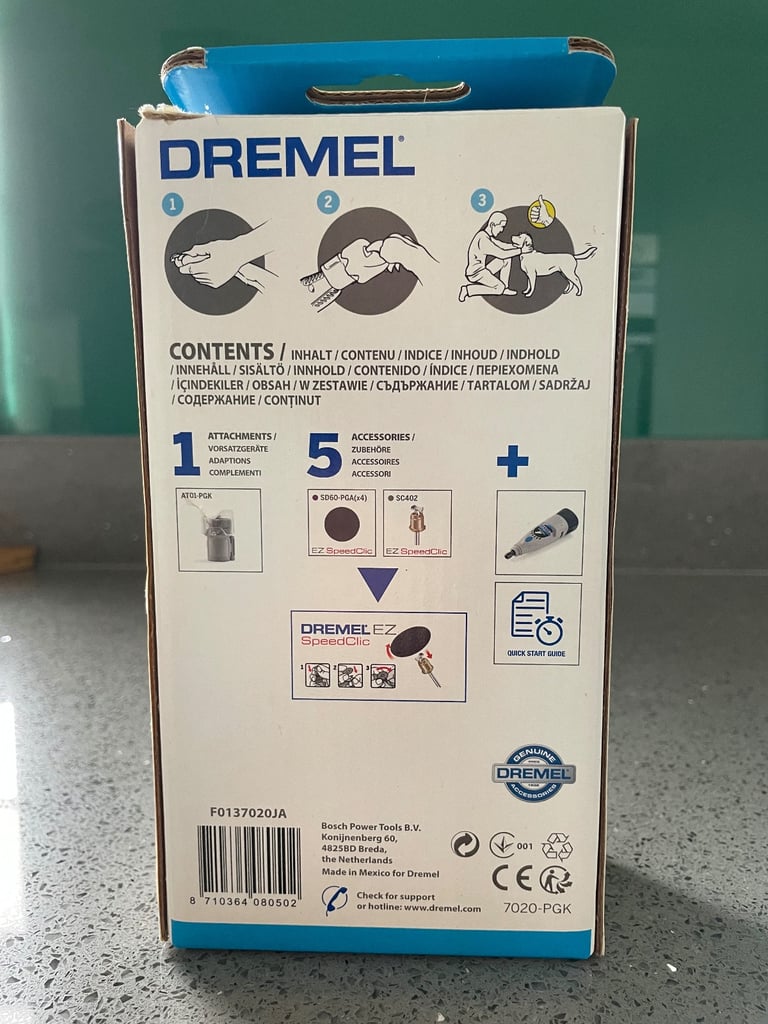 DREMEL®
1
2
3
CONTENTS / INHALT / CONTENU / INDICE / INHOUD / INDHOLD
/ INNEHÅLL / SISÄLTÖ / INNHOLD / CONTENIDO / ÍNDICE / ΠΕΡΙΕΧΟΜΕΝΑ
/ İÇINDEKILER / OBSAH / W ZESTAWIE / СЪДЪРЖАНИЕ / TARTALOM / SADRŽAJ
/ СОДЕРЖАНИЕ / CONȚINUT
1
ATTACHMENTS /
VORSATZGERÄTE
ADAPTIONS
COMPLEMENTI
5
ACCESSORIES /
ZUBEHÖRE
ACCESSOIRES
ACCESSORI
+
AT01-PGK
SD60-PGA(x4)
EZ SpeedClic
SC402
EZ SpeedClic
DREMEL EZ
SpeedClic
1 2 3
QUICK START GUIDE
GENUINE
DREMEL
ACCESSORIES
F0137020JA
8 710364 080502
Bosch Power Tools B.V.
Konijnenberg 60,
4825BD Breda,
the Netherlands
Made in Mexico for Dremel
Check for support
or hotline: www.dremel.com
001
CE
7020-PGK